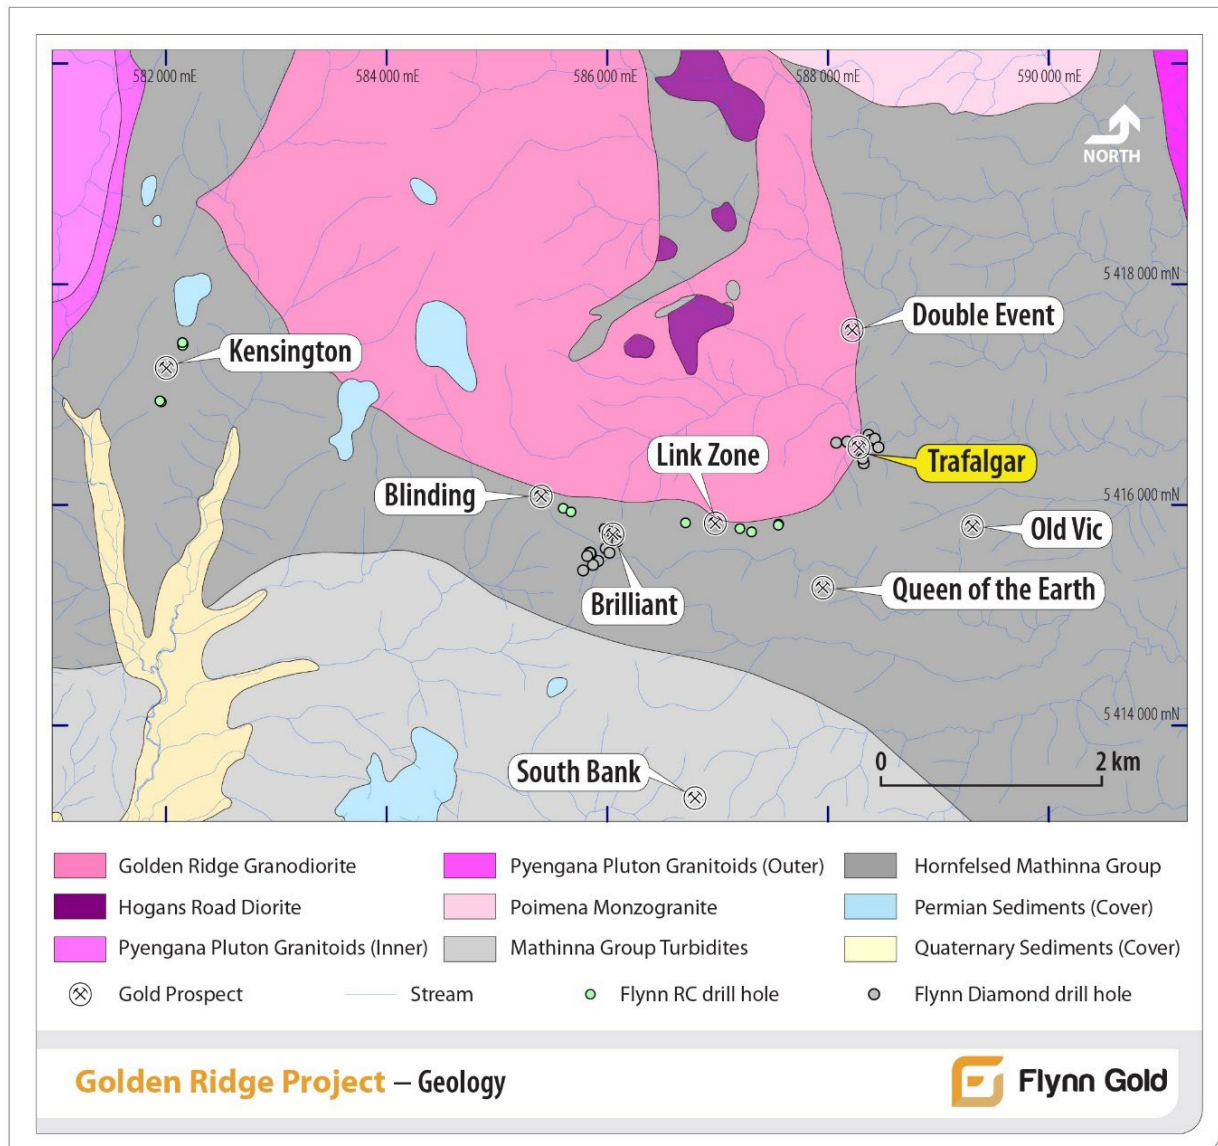 582 000 mE
584 000 mE
586 000 mE
588 000 mE
590 000 mE
NORTH
5 418 000 mN
Double Event
Kensington
Link Zone
Trafalgar
Blinding
5 416 000 mN
Old Vic
Brilliant
Queen of the Earth
5 414 000 mN
South Bank
0
2 km
Golden Ridge Granodiorite
Pyengana Pluton Granitoids (Outer)
Hornfelsed Mathinna Group
Hogans Road Diorite
Poimena Monzogranite
Permian Sediments (Cover)
Pyengana Pluton Granitoids (Inner)
Mathinna Group Turbidites
Quaternary Sediments (Cover)
Gold Prospect
Stream
Flynn RC drill hole
Flynn Diamond drill hole
Golden Ridge Project – Geology
Flynn Gold